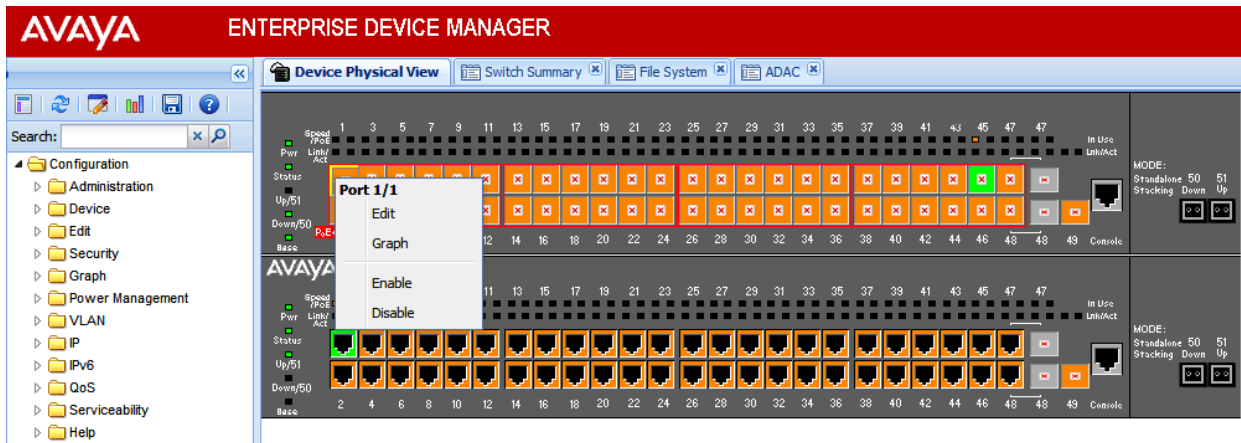 AVAYA ENTERPRISE DEVICE MANAGER
Device Physical View Switch Summary File System ADAC
Search:
Configuration
Administration
Device
Edit
Security
Graph
Power Management
VLAN
IP
IPv6
QoS
Serviceability
Help
1 3 5 7 9 11 13 15 17 19 21 23 25 27 29 31 33 35 37 39 41 43 45 47 47
Speed
/PoE
In Use
Pwr Link/ Lnk/Act
Act
Status
Up/51
Down/50
Base
PoE+
Port 1/1
Edit
Graph
Enable
Disable
MODE:
Standalone 50 51
Stacking Down Up
12 14 16 18 20 22 24 26 28 30 32 34 36 38 40 42 44 46 48 48 49 Console
AVAYA
11 13 15 17 19 21 23 25 27 29 31 33 35 37 39 41 43 45 47 47
Speed
/PoE
In Use
Pwr Link/ Lnk/Act
Act
Status
Up/51
Down/50
Base
MODE:
Standalone 50 51
Stacking Down Up
2 4 6 8 10 12 14 16 18 20 22 24 26 28 30 32 34 36 38 40 42 44 46 48 48 49 Console